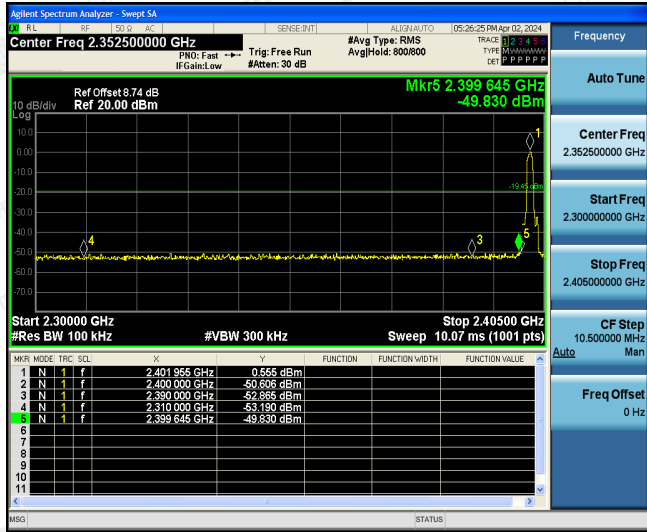 Agilent Spectrum Analyzer - Swept SA
RL RF 50 Ω AC SENSE:INT ALIGN AUTO 05:26:25 PM Apr 02, 2024
Center Freq 2.352500000 GHz
PNO: Fast
IFGain:Low
Trig: Free Run
#Atten: 30 dB
#Avg Type: RMS
Avg|Hold: 800/800
TRACE 1 2 3 4 5 6
TYPE M
DET P P P P P P
Ref Offset 8.74 dB
10 dB/div Ref 20.00 dBm
Log
Mkr5 2.399 645 GHz
-49.830 dBm
10.0
0.00
-10.0
-20.0
-30.0
-40.0
-50.0
-60.0
-70.0
-19.45 dBm
1
4
3
5
Start 2.30000 GHz Stop 2.40500 GHz
#Res BW 100 kHz #VBW 300 kHz Sweep 10.07 ms (1001 pts)
MKR MODE TRC SCL X Y FUNCTION FUNCTION WIDTH FUNCTION VALUE
1 N 1 f 2.401 955 GHz 0.555 dBm
2 N 1 f 2.400 000 GHz -50.606 dBm
3 N 1 f 2.390 000 GHz -52.865 dBm
4 N 1 f 2.310 000 GHz -53.190 dBm
5 N 1 f 2.399 645 GHz -49.830 dBm
6
7
8
9
10
11
MSG STATUS
Frequency
Auto Tune
Center Freq
2.352500000 GHz
Start Freq
2.300000000 GHz
Stop Freq
2.405000000 GHz
CF Step
10.500000 MHz
Auto Man
Freq Offset
0 Hz